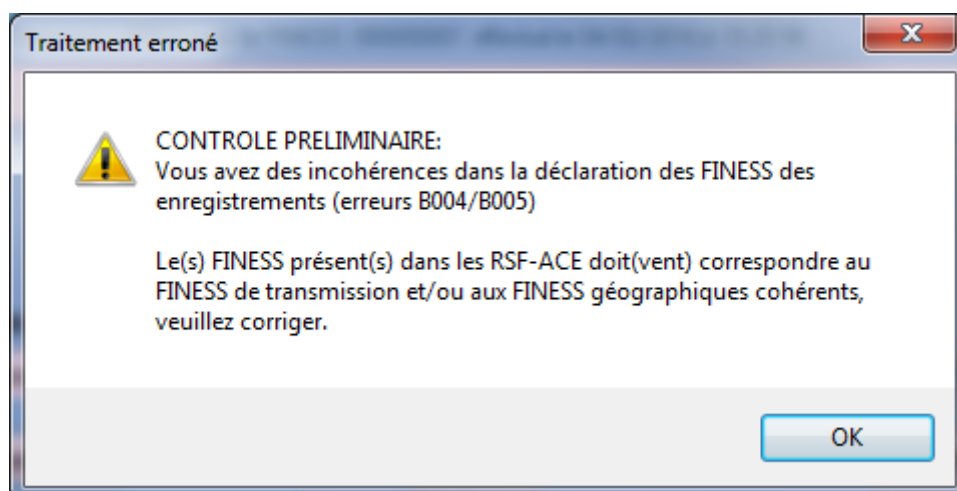 Traitement erroné
CONTROLE PRELIMINAIRE:
Vous avez des incohérences dans la déclaration des FINESS des
enregistrements (erreurs B004/B005)
Le(s) FINESS présent(s) dans les RSF-ACE doit(vent) correspondre au
FINESS de transmission et/ou aux FINESS géographiques cohérents,
veuillez corriger.
OK